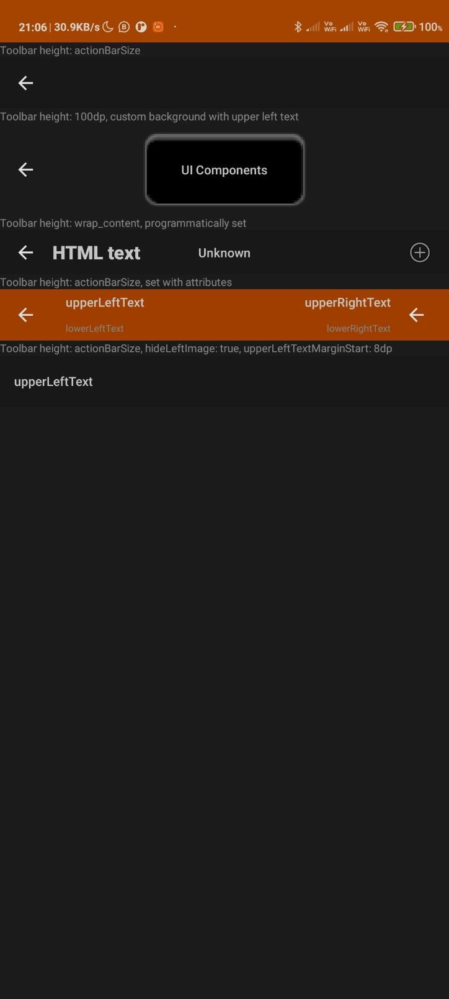 21:06 | 30.9KB/s B Vo WiFi Vo WiFi 100%
Toolbar height: actionBarSize
Toolbar height: 100dp, custom background with upper left text
UI Components
Toolbar height: wrap_content, programmatically set
HTML text Unknown
Toolbar height: actionBarSize, set with attributes
upperLeftText upperRightText
lowerLeftText lowerRightText
Toolbar height: actionBarSize, hideLeftImage: true, upperLeftTextMarginStart: 8dp
upperLeftText